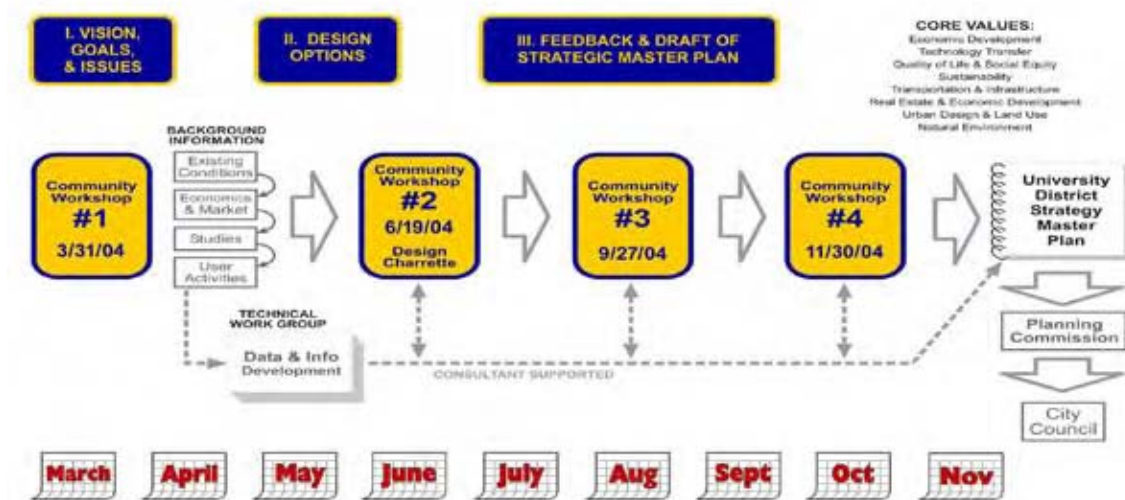 I. VISION,
GOALS,
& ISSUES
II. DESIGN
OPTIONS
III. FEEDBACK & DRAFT OF
STRATEGIC MASTER PLAN
CORE VALUES:
Economic Development
Technology Transfer
Quality of Life & Social Equity
Sustainability
Transportation & Infrastructure
Real Estate & Economic Development
Urban Design & Land Use
Natural Environment
Community
Workshop
#1
3/31/04
BACKGROUND
INFORMATION
Existing
Conditions
Economics
& Market
Studies
User
Activities
Community
Workshop
#2
6/19/04
Design
Charrette
Community
Workshop
#3
9/27/04
Community
Workshop
#4
11/30/04
University
District
Strategy
Master
Plan
TECHNICAL
WORK GROUP
Data & Info
Development
CONSULTANT SUPPORTED
Planning
Commission
City
Council
March
April
May
June
July
Aug
Sept
Oct
Nov